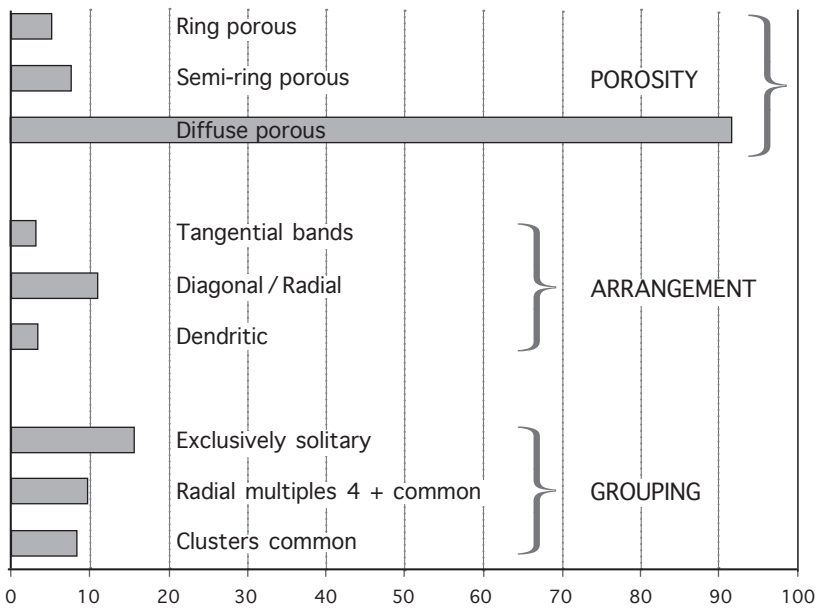 Ring porous
Semi-ring porous
POROSITY
Diffuse porous
Tangential bands
Diagonal / Radial
ARRANGEMENT
Dendritic
Exclusively solitary
Radial multiples 4 + common
GROUPING
Clusters common
0 10 20 30 40 50 60 70 80 90 100